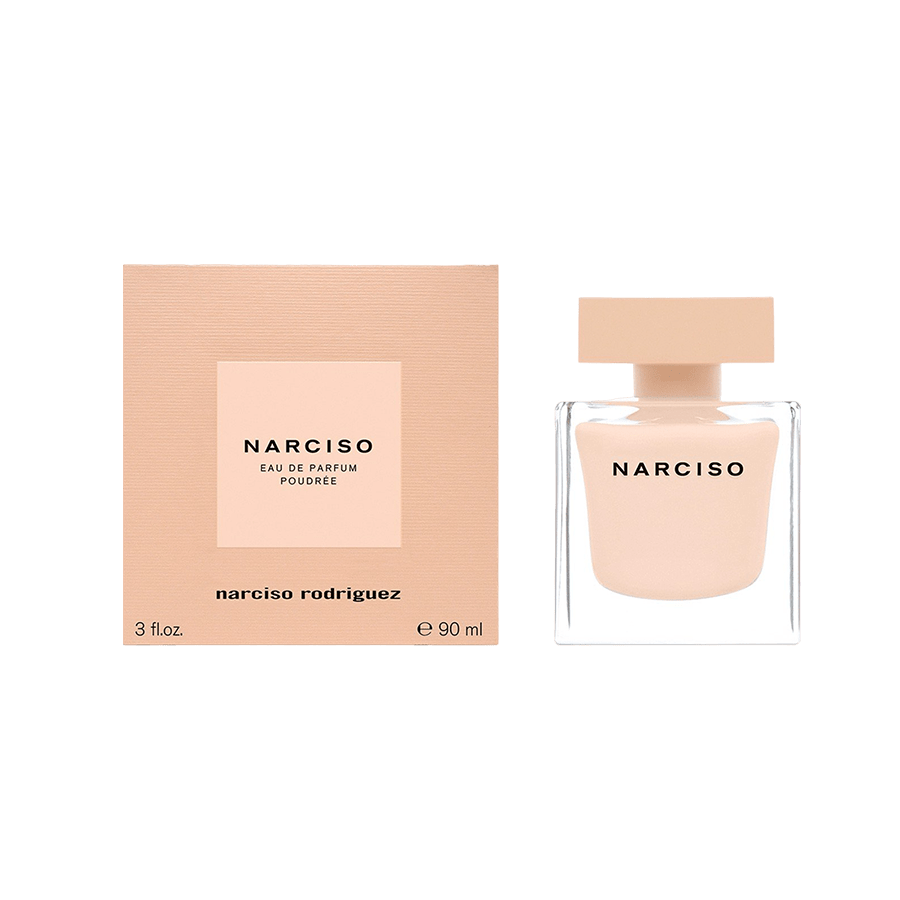 NARCISO
EAU DE PARFUM
POUDRÉE
narciso rodriguez
3 fl.oz.
℮ 90 ml
NARCISO